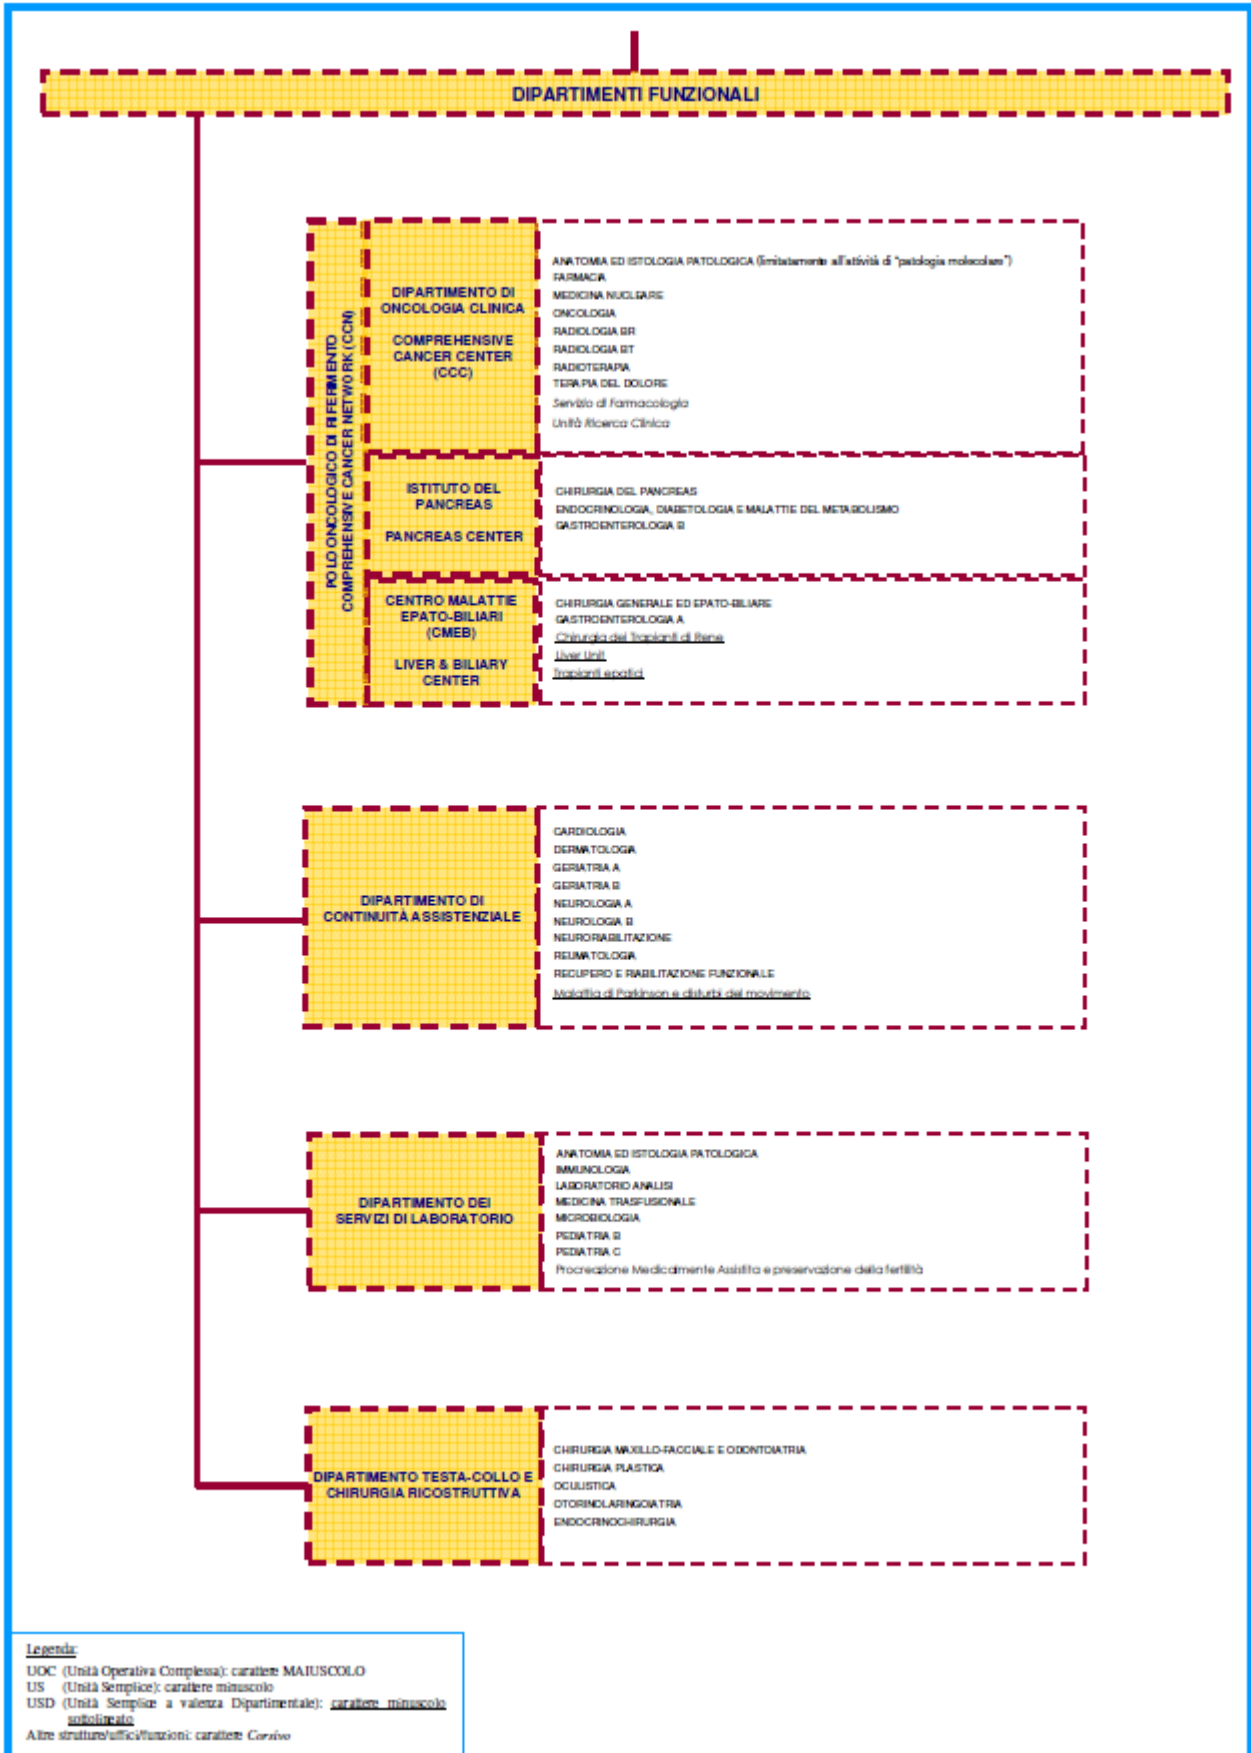 DIPARTIMENTI FUNZIONALI
POLO ONCOLOGICO DI RIFERIMENTO
COMPREHENSIVE CANCER NETWORK (CCN)
DIPARTIMENTO DI
ONCOLOGIA CLINICA
COMPREHENSIVE
CANCER CENTER
(CCC)
ANATOMIA ED ISTOLOGIA PATOLOGICA (limitatamente all'attività di "patologia molecolare")
FARMACIA
MEDICINA NUCLEARE
ONCOLOGIA
RADIOLOGIA BR
RADIOLOGIA BT
RADIOTERAPIA
TERAPIA DEL DOLORE
Servizio di Farmacologia
Unità Ricerca Clinica
ISTITUTO DEL
PANCREAS
PANCREAS CENTER
CHIRURGIA DEL PANCREAS
ENDOCRINOLOGIA, DIABETOLOGIA E MALATTIE DEL METABOLISMO
GASTROENTEROLOGIA B
CENTRO MALATTIE
EPATO-BILIARI
(CMEB)
LIVER & BILIARY
CENTER
CHIRURGIA GENERALE ED EPATO-BILIARE
GASTROENTEROLOGIA A
Chirurgia dei Trapianti di Rene
Liver Unit
Trapianti epatici
DIPARTIMENTO DI
CONTINUITÀ ASSISTENZIALE
CARDIOLOGIA
DERMATOLOGIA
GERIATRIA A
GERIATRIA B
NEUROLOGIA A
NEUROLOGIA B
NEURORIABILITAZIONE
REUMATOLOGIA
RECUPERO E RIABILITAZIONE FUNZIONALE
Malattia di Parkinson e disturbi del movimento
DIPARTIMENTO DEI
SERVIZI DI LABORATORIO
ANATOMIA ED ISTOLOGIA PATOLOGICA
IMMUNOLOGIA
LABORATORIO ANALISI
MEDICINA TRASFUSIONALE
MICROBIOLOGIA
PEDIATRIA B
PEDIATRIA C
Procreazione Medicalmente Assistita e preservazione della fertilità
DIPARTIMENTO TESTA-COLLO E
CHIRURGIA RICOSTRUTTIVA
CHIRURGIA MAXILLO-FACCIALE E ODONTOIATRIA
CHIRURGIA PLASTICA
OCULISTICA
OTORINOLARINGOIATRIA
ENDOCRINOCHIRURGIA
Legenda:
UOC (Unità Operativa Complessa): carattere MAIUSCOLO
US (Unità Semplice): carattere minuscolo
USD (Unità Semplice a valenza Dipartimentale): carattere minuscolo
sottolineato
Altre strutture/uffici/funzioni: carattere Corsivo